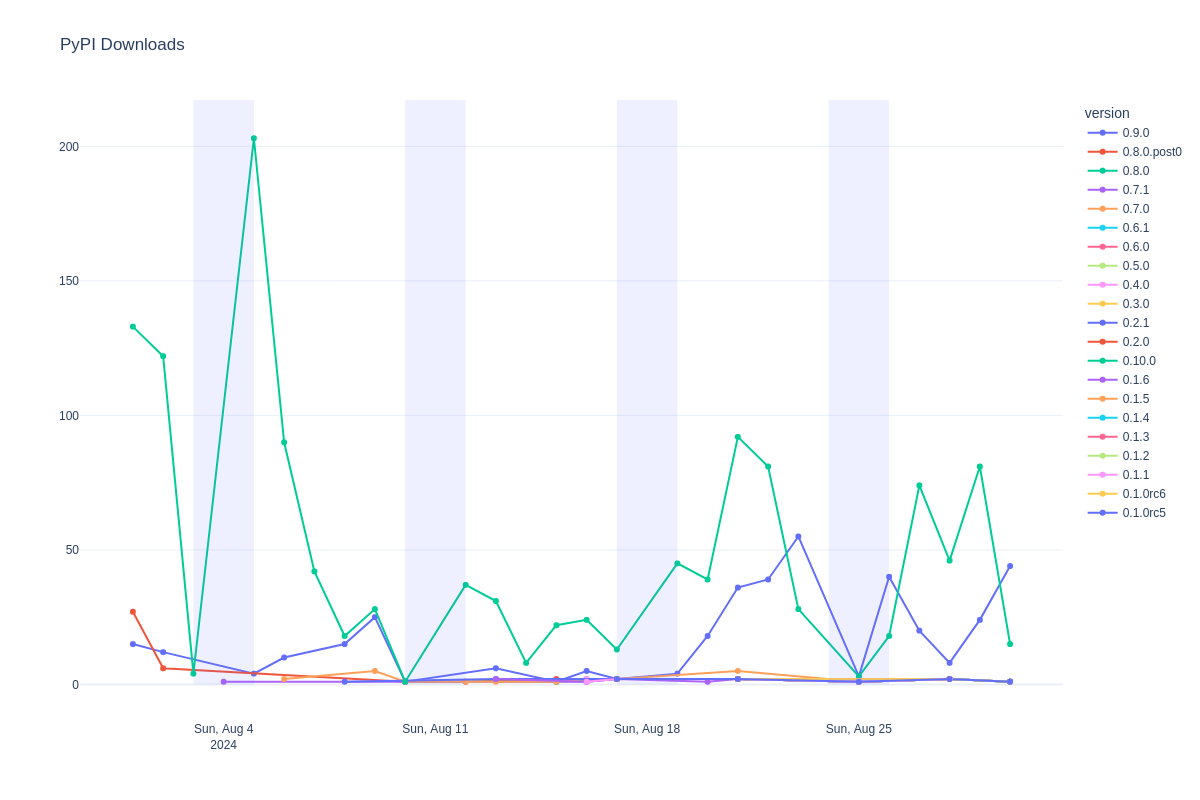 PyPI Downloads
200
150
100
50
0
Sun, Aug 4
2024
Sun, Aug 11
Sun, Aug 18
Sun, Aug 25
version
0.9.0
0.8.0.post0
0.8.0
0.7.1
0.7.0
0.6.1
0.6.0
0.5.0
0.4.0
0.3.0
0.2.1
0.2.0
0.10.0
0.1.6
0.1.5
0.1.4
0.1.3
0.1.2
0.1.1
0.1.0rc6
0.1.0rc5